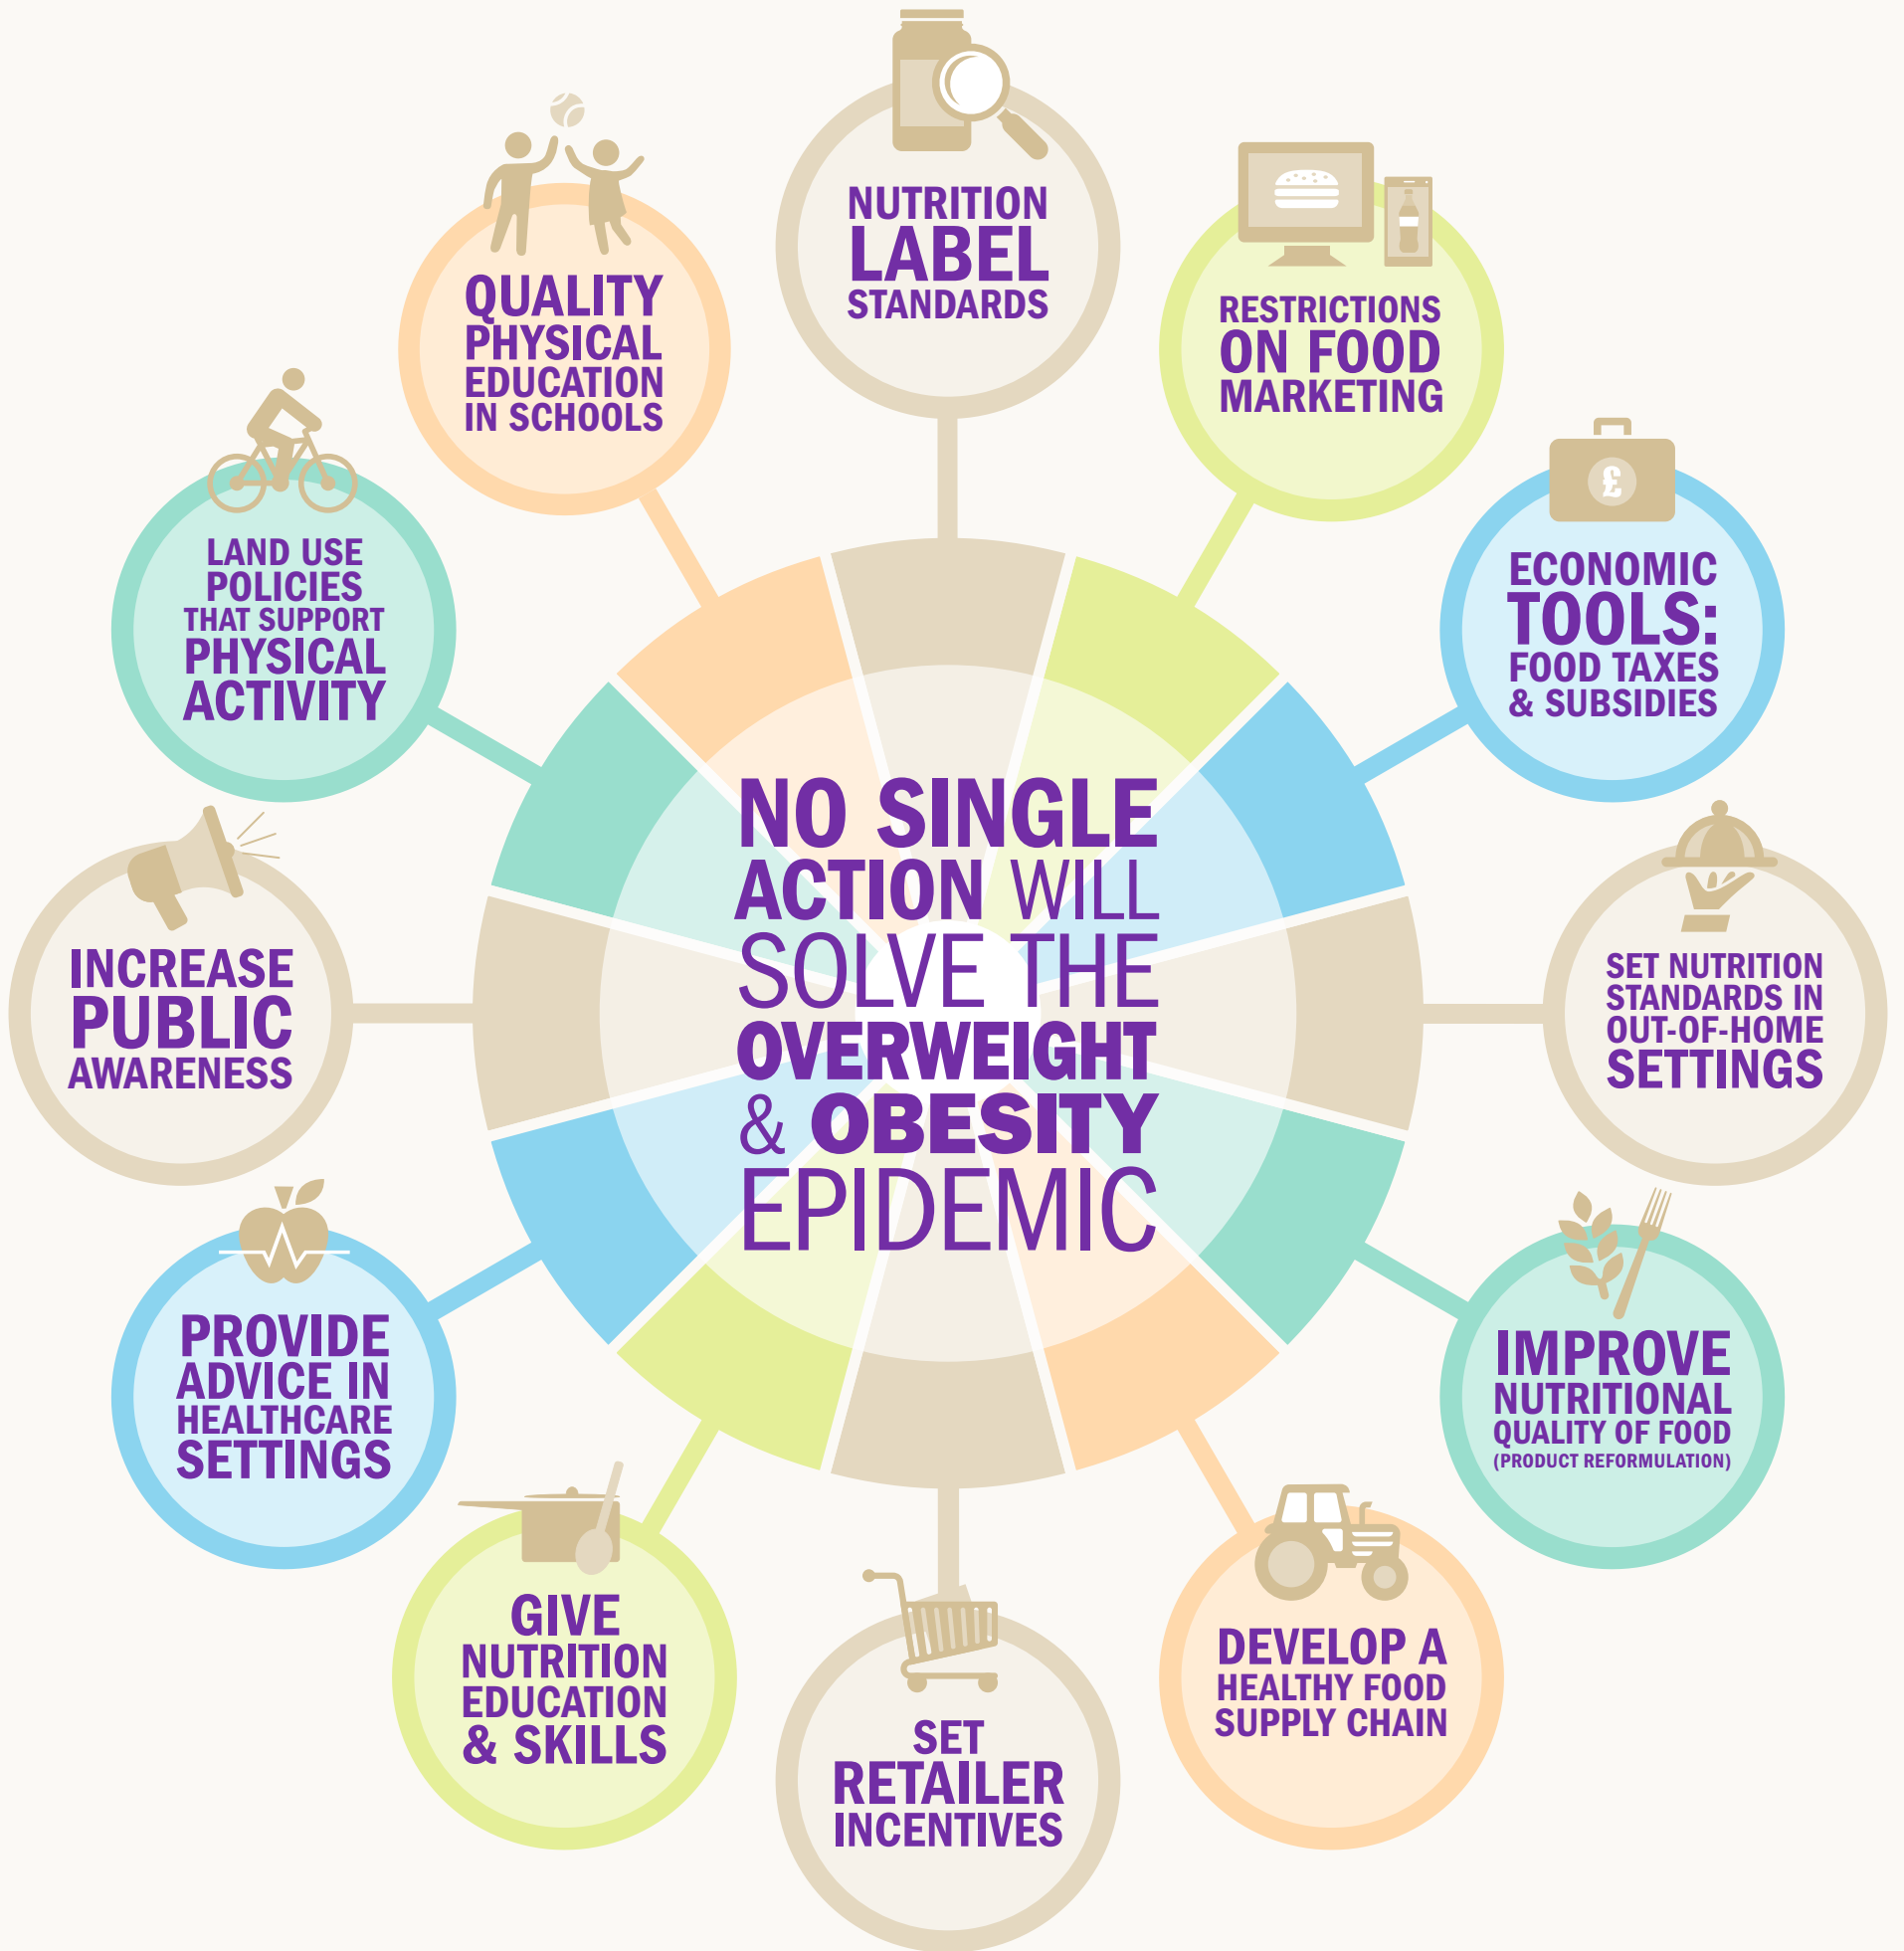 NUTRITION
LABEL
STANDARDS
RESTRICTIONS
ON FOOD
MARKETING
£
ECONOMIC
TOOLS:
FOOD TAXES
& SUBSIDIES
SET NUTRITION
STANDARDS IN
OUT-OF-HOME
SETTINGS
IMPROVE
NUTRITIONAL
QUALITY OF FOOD
(PRODUCT REFORMULATION)
DEVELOP A
HEALTHY FOOD
SUPPLY CHAIN
SET
RETAILER
INCENTIVES
GIVE
NUTRITION
EDUCATION
& SKILLS
PROVIDE
ADVICE IN
HEALTHCARE
SETTINGS
INCREASE
PUBLIC
AWARENESS
LAND USE
POLICIES
THAT SUPPORT
PHYSICAL
ACTIVITY
QUALITY
PHYSICAL
EDUCATION
IN SCHOOLS
NO SINGLE
ACTION WILL
SOLVE THE
OVERWEIGHT
& OBESITY
EPIDEMIC